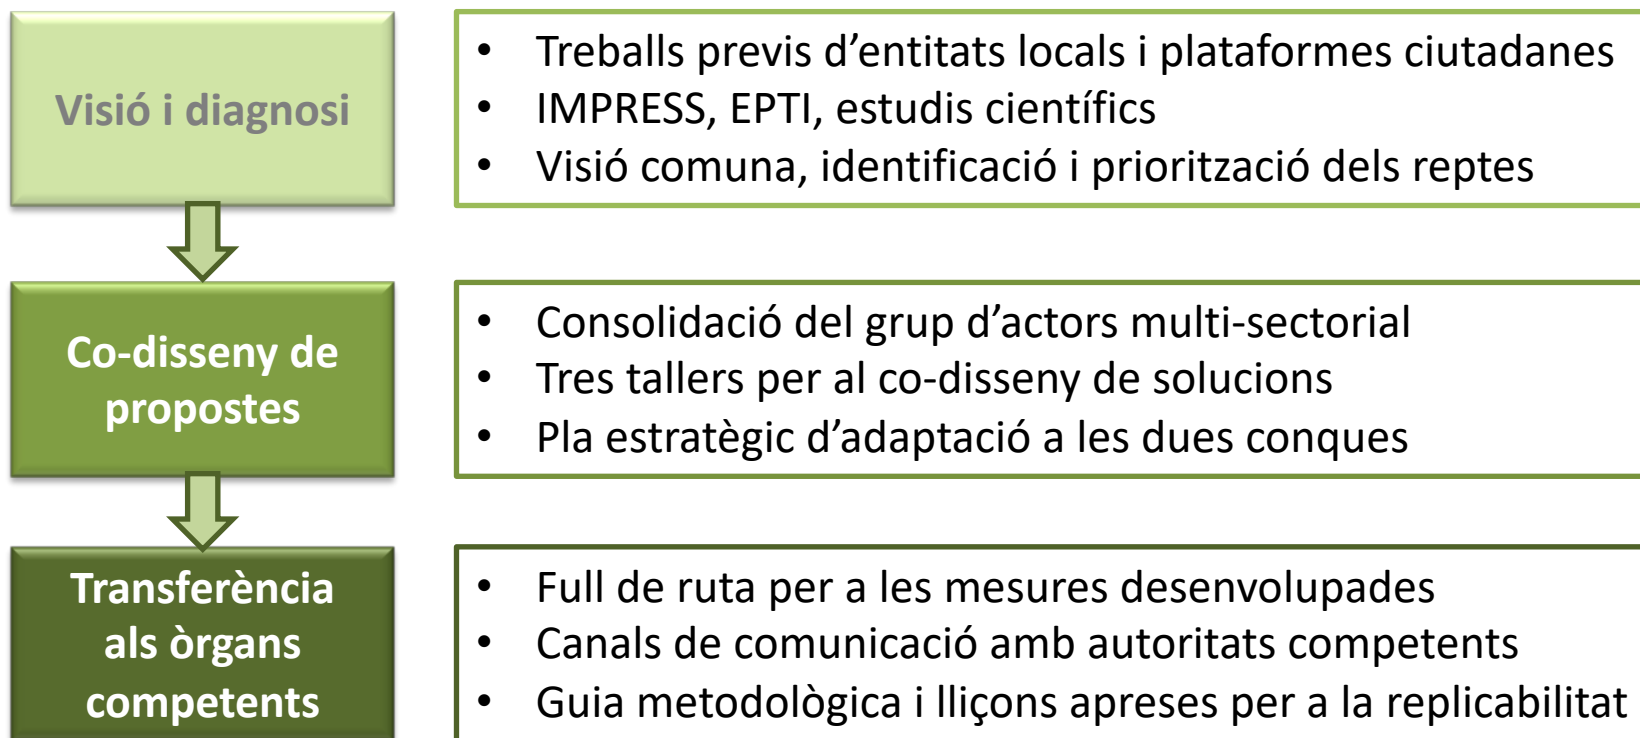 Visió i diagnosi
• Treballs previs d’entitats locals i plataformes ciutadanes
• IMPRESS, EPTI, estudis científics
• Visió comuna, identificació i priorització dels reptes
Co-disseny de
propostes
• Consolidació del grup d’actors multi-sectorial
• Tres tallers per al co-disseny de solucions
• Pla estratègic d’adaptació a les dues conques
Transferència
als òrgans
competents
• Full de ruta per a les mesures desenvolupades
• Canals de comunicació amb autoritats competents
• Guia metodològica i lliçons apreses per a la replicabilitat